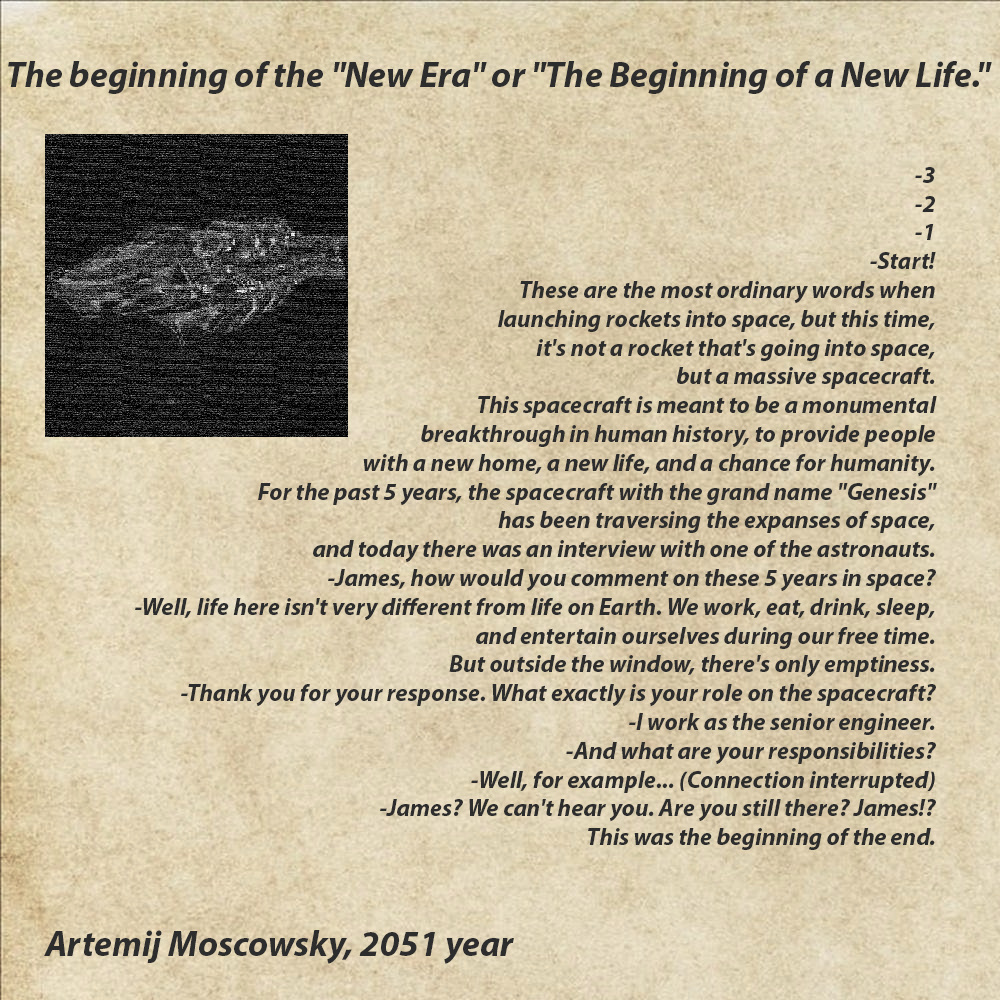 The beginning of the "New Era" or "The Beginning of a New Life."
-3
-2
-1
-Start!
These are the most ordinary words when
launching rockets into space, but this time,
it's not a rocket that's going into space,
but a massive spacecraft.
This spacecraft is meant to be a monumental
breakthrough in human history, to provide people
with a new home, a new life, and a chance for humanity.
For the past 5 years, the spacecraft with the grand name "Genesis"
has been traversing the expanses of space,
and today there was an interview with one of the astronauts.
-James, how would you comment on these 5 years in space?
-Well, life here isn't very different from life on Earth. We work, eat, drink, sleep,
and entertain ourselves during our free time.
But outside the window, there's only emptiness.
-Thank you for your response. What exactly is your role on the spacecraft?
-I work as the senior engineer.
-And what are your responsibilities?
-Well, for example... (Connection interrupted)
-James? We can't hear you. Are you still there? James!?
This was the beginning of the end.
Artemij Moscowsky, 2051 year